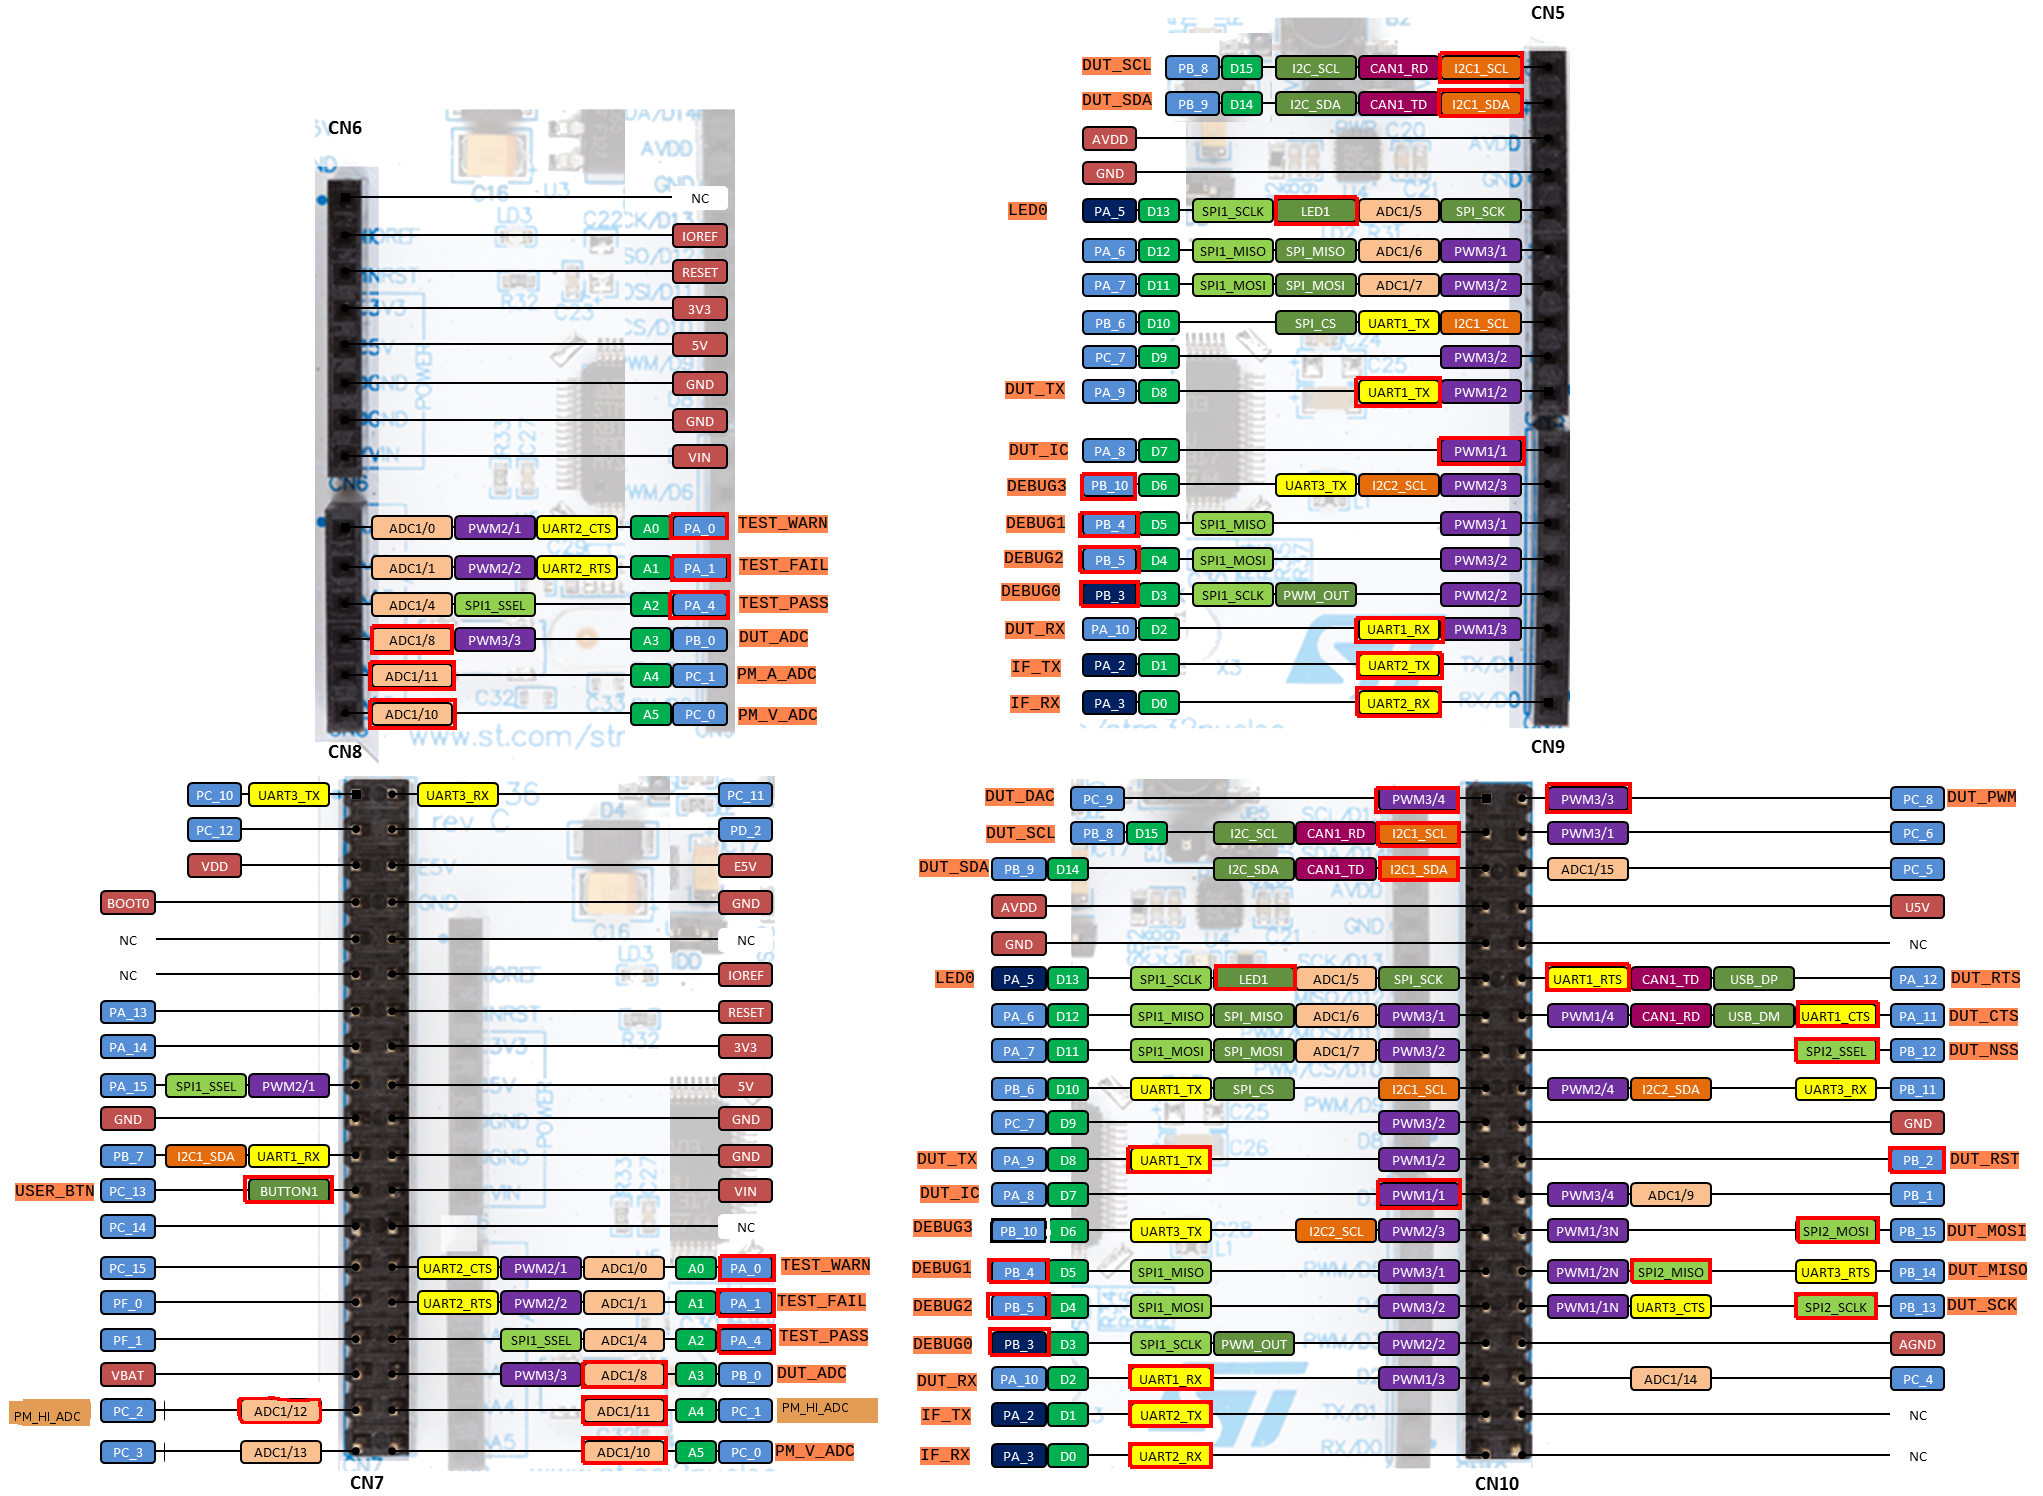 CN6
NC
IOREF
RESET
3V3
5V
GND
GND
VIN
ADC1/0 PWM2/1 UART2_CTS A0 PA_0 TEST_WARN
ADC1/1 PWM2/2 UART2_RTS A1 PA_1 TEST_FAIL
ADC1/4 SPI1_SSEL A2 PA_4 TEST_PASS
ADC1/8 PWM3/3 A3 PB_0 DUT_ADC
ADC1/11 A4 PC_1 PM_A_ADC
ADC1/10 A5 PC_0 PM_V_ADC
www.st.com/str
CN8
CN5
DUT_SCL PB_8 D15 I2C_SCL CAN1_RD I2C1_SCL
DUT_SDA PB_9 D14 I2C_SDA CAN1_TD I2C1_SDA
AVDD
GND
LED0 PA_5 D13 SPI1_SCLK LED1 ADC1/5 SPI_SCK
PA_6 D12 SPI1_MISO SPI_MISO ADC1/6 PWM3/1
PA_7 D11 SPI1_MOSI SPI_MOSI ADC1/7 PWM3/2
PB_6 D10 SPI_CS UART1_TX I2C1_SCL
PC_7 D9 PWM3/2
DUT_TX PA_9 D8 UART1_TX PWM1/2
DUT_IC PA_8 D7 PWM1/1
DEBUG3 PB_10 D6 UART3_TX I2C2_SCL PWM2/3
DEBUG1 PB_4 D5 SPI1_MISO PWM3/1
DEBUG2 PB_5 D4 SPI1_MOSI PWM3/2
DEBUG0 PB_3 D3 SPI1_SCLK PWM_OUT PWM2/2
DUT_RX PA_10 D2 UART1_RX PWM1/3
IF_TX PA_2 D1 UART2_TX
IF_RX PA_3 D0 UART2_RX
CN9
PC_10 UART3_TX UART3_RX PC_11
PC_12 PD_2
VDD E5V
BOOT0 GND
NC NC
NC IOREF
PA_13 RESET
PA_14 3V3
PA_15 SPI1_SSEL PWM2/1 5V
GND GND
PB_7 I2C1_SDA UART1_RX GND
USER_BTN PC_13 BUTTON1 VIN
PC_14 NC
PC_15 UART2_CTS PWM2/1 ADC1/0 A0 PA_0 TEST_WARN
PF_0 UART2_RTS PWM2/2 ADC1/1 A1 PA_1 TEST_FAIL
PF_1 SPI1_SSEL ADC1/4 A2 PA_4 TEST_PASS
VBAT PWM3/3 ADC1/8 A3 PB_0 DUT_ADC
PM_HI_ADC PC_2 ADC1/12 ADC1/11 A4 PC_1 PM_HI_ADC
PC_3 ADC1/13 ADC1/10 A5 PC_0 PM_V_ADC
CN7
DUT_DAC PC_9 PWM3/4 PWM3/3 PC_8 DUT_PWM
DUT_SCL PB_8 D15 I2C_SCL CAN1_RD I2C1_SCL PWM3/1 PC_6
DUT_SDA PB_9 D14 I2C_SDA CAN1_TD I2C1_SDA ADC1/15 PC_5
AVDD U5V
GND NC
LED0 PA_5 D13 SPI1_SCLK LED1 ADC1/5 SPI_SCK UART1_RTS CAN1_TD USB_DP PA_12 DUT_RTS
PA_6 D12 SPI1_MISO SPI_MISO ADC1/6 PWM3/1 PWM1/4 CAN1_RD USB_DM UART1_CTS PA_11 DUT_CTS
PA_7 D11 SPI1_MOSI SPI_MOSI ADC1/7 PWM3/2 SPI2_SSEL PB_12 DUT_NSS
PB_6 D10 UART1_TX SPI_CS I2C1_SCL PWM2/4 I2C2_SDA UART3_RX PB_11
PC_7 D9 PWM3/2 GND
DUT_TX PA_9 D8 UART1_TX PWM1/2 PB_2 DUT_RST
DUT_IC PA_8 D7 PWM1/1 PWM3/4 ADC1/9 PB_1
DEBUG3 PB_10 D6 UART3_TX I2C2_SCL PWM2/3 PWM1/3N SPI2_MOSI PB_15 DUT_MOSI
DEBUG1 PB_4 D5 SPI1_MISO PWM3/1 PWM1/2N SPI2_MISO UART3_RTS PB_14 DUT_MISO
DEBUG2 PB_5 D4 SPI1_MOSI PWM3/2 PWM1/1N UART3_CTS SPI2_SCLK PB_13 DUT_SCK
DEBUG0 PB_3 D3 SPI1_SCLK PWM_OUT PWM2/2 AGND
DUT_RX PA_10 D2 UART1_RX PWM1/3 ADC1/14 PC_4
IF_TX PA_2 D1 UART2_TX NC
IF_RX PA_3 D0 UART2_RX NC
CN10